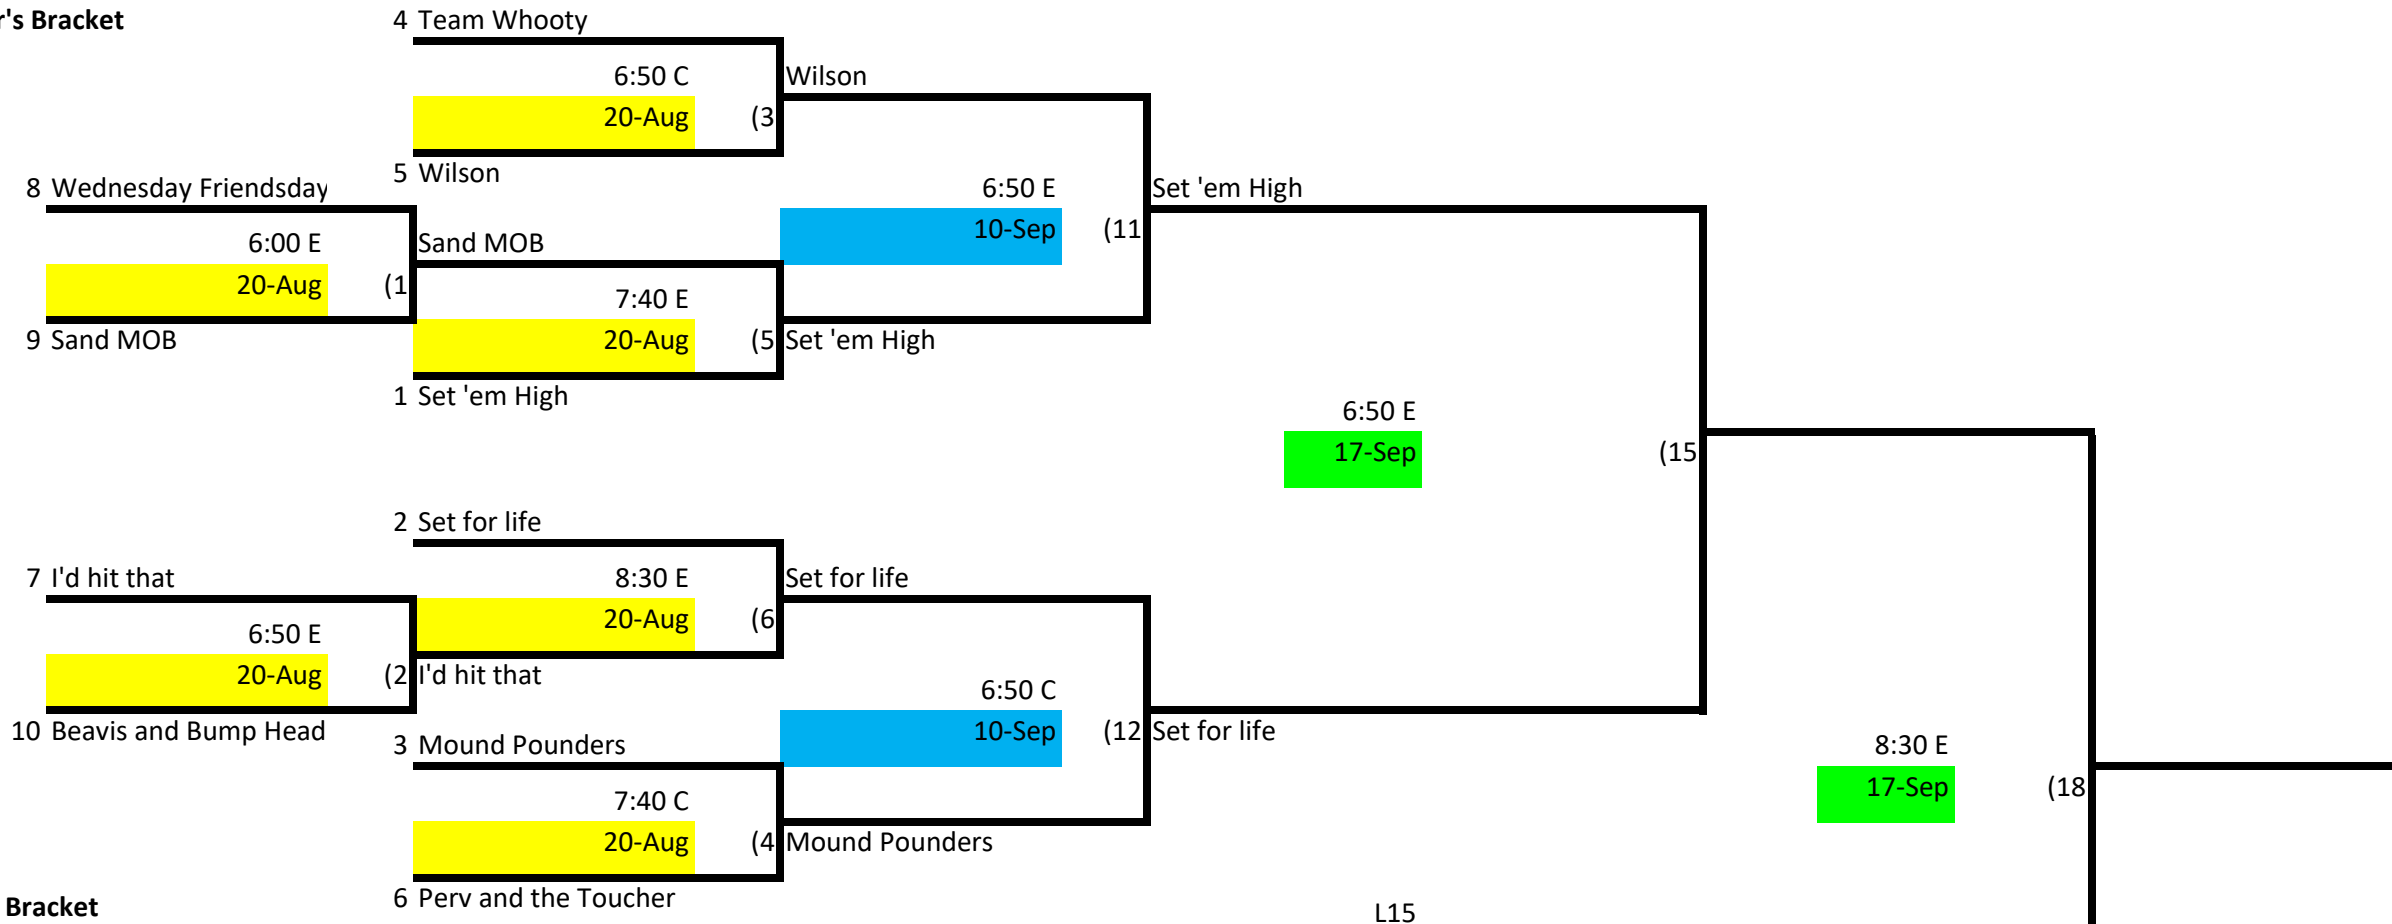 r's Bracket
4 Team Whooty
6:50 C
Wilson
20-Aug (3
5 Wilson
8 Wednesday Friendsday
6:50 E
Set 'em High
10-Sep (11
6:00 E
Sand MOB
20-Aug (1
7:40 E
9 Sand MOB
20-Aug (5
Set 'em High
1 Set 'em High
6:50 E
17-Sep (15
2 Set for life
7 I'd hit that
8:30 E
Set for life
20-Aug (6
6:50 E
20-Aug (2
I'd hit that
6:50 C
10 Beavis and Bump Head
3 Mound Pounders
10-Sep (12
Set for life
8:30 E
17-Sep (18
7:40 C
20-Aug (4
Mound Pounders
6 Perv and the Toucher
Bracket
L15